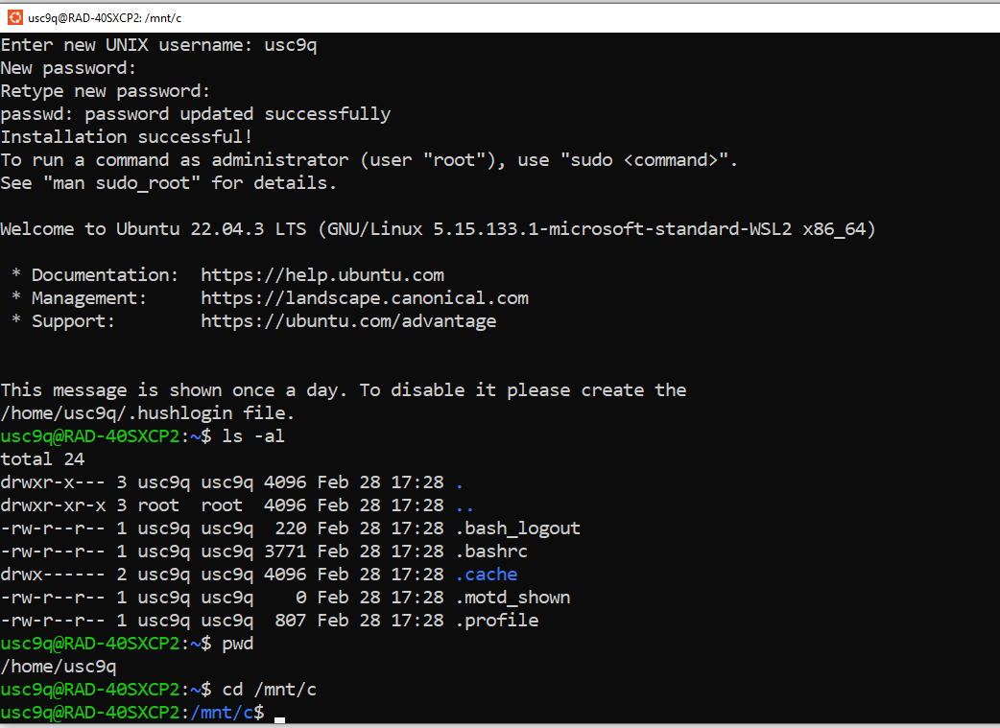 usc9q@RAD-40SXCP2: /mnt/c
Enter new UNIX username: usc9q
New password:
Retype new password:
passwd: password updated successfully
Installation successful!
To run a command as administrator (user "root"), use "sudo <command>".
See "man sudo_root" for details.

Welcome to Ubuntu 22.04.3 LTS (GNU/Linux 5.15.133.1-microsoft-standard-WSL2 x86_64)

 * Documentation:  https://help.ubuntu.com
 * Management:     https://landscape.canonical.com
 * Support:        https://ubuntu.com/advantage


This message is shown once a day. To disable it please create the
/home/usc9q/.hushlogin file.
usc9q@RAD-40SXCP2:~$ ls -al
total 24
drwxr-x--- 3 usc9q usc9q 4096 Feb 28 17:28 .
drwxr-xr-x 3 root  root  4096 Feb 28 17:28 ..
-rw-r--r-- 1 usc9q usc9q  220 Feb 28 17:28 .bash_logout
-rw-r--r-- 1 usc9q usc9q 3771 Feb 28 17:28 .bashrc
drwx------ 2 usc9q usc9q 4096 Feb 28 17:28 .cache
-rw-r--r-- 1 usc9q usc9q    0 Feb 28 17:28 .motd_shown
-rw-r--r-- 1 usc9q usc9q  807 Feb 28 17:28 .profile
usc9q@RAD-40SXCP2:~$ pwd
/home/usc9q
usc9q@RAD-40SXCP2:~$ cd /mnt/c
usc9q@RAD-40SXCP2:/mnt/c$